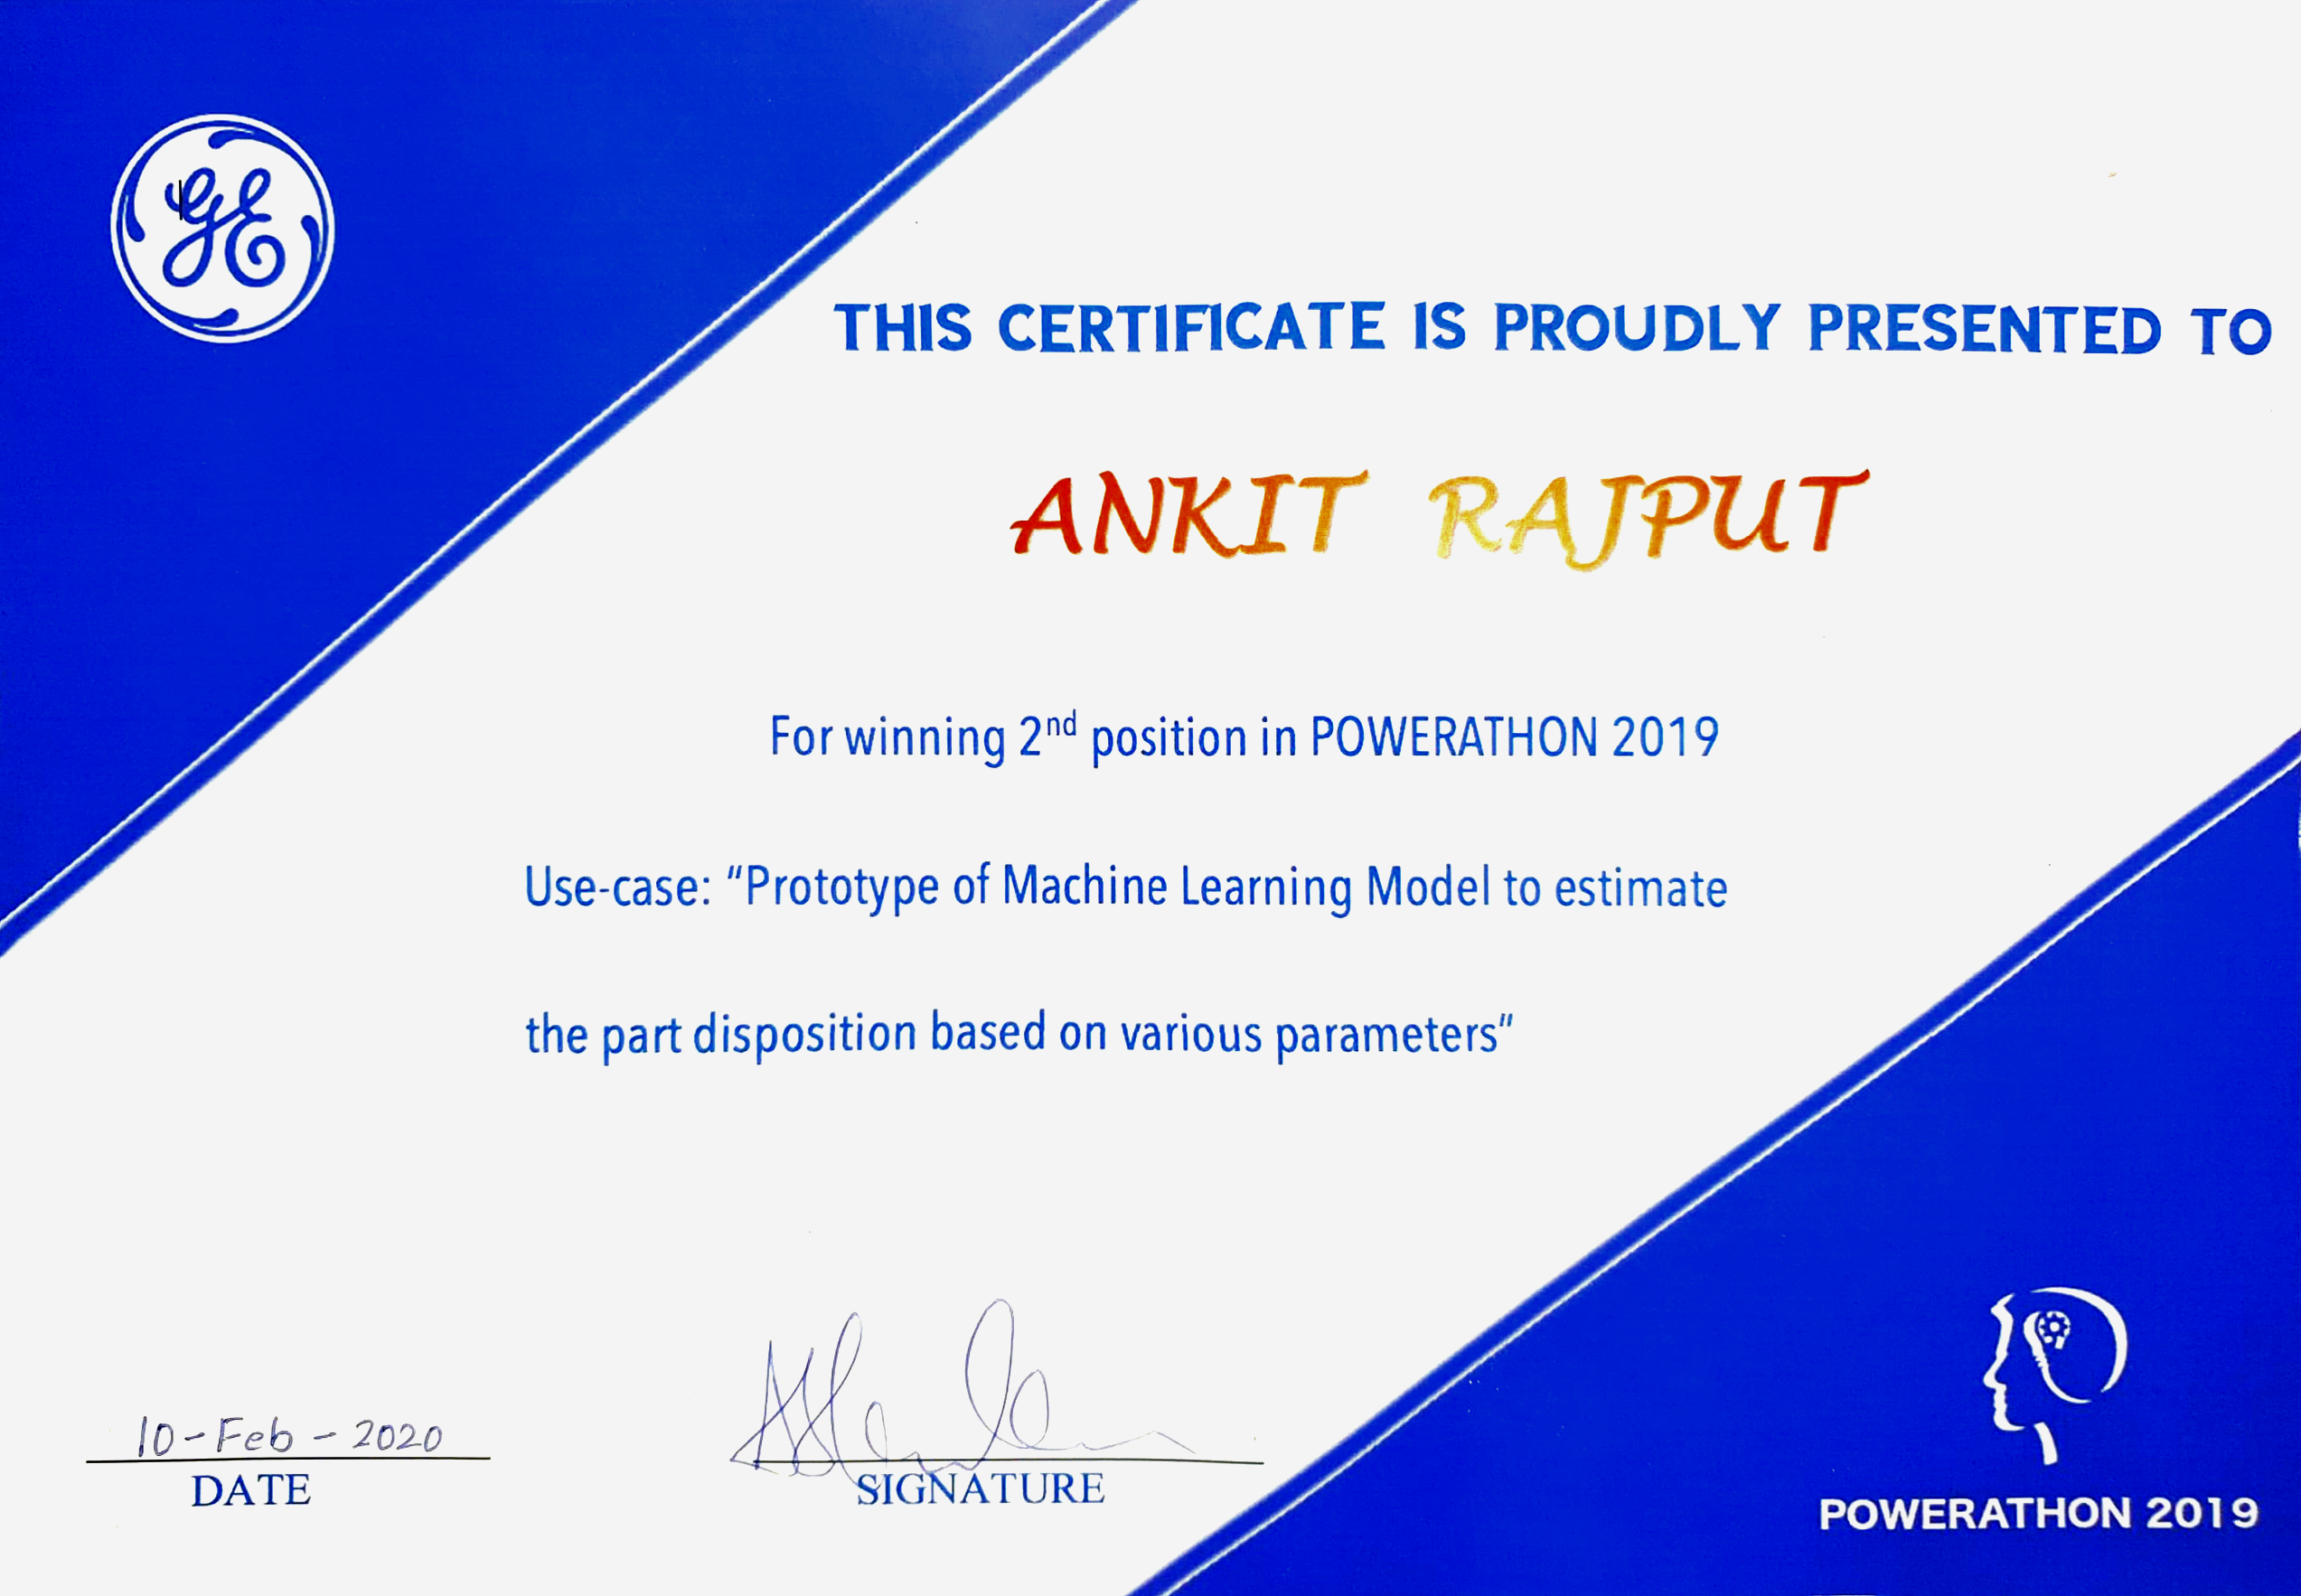 GE
THIS CERTIFICATE IS PROUDLY PRESENTED TO
ANKIT RAJPUT
For winning 2nd position in POWERATHON 2019
Use-case: "Prototype of Machine Learning Model to estimate
the part disposition based on various parameters"
10-Feb-2020
DATE
SIGNATURE
POWERATHON 2019